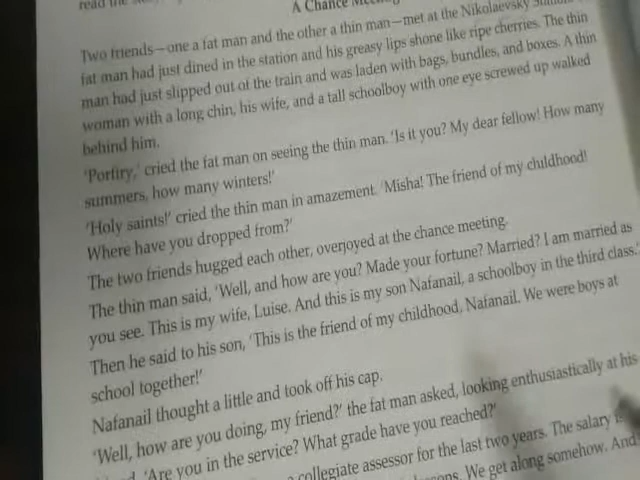 read the
A Chance Meeting
Two friends—one a fat man and the other a thin man—met at the Nikolaevsky
fat man had just dined in the station and his greasy lips shone like ripe cherries. The thin
man had just slipped out of the train and was laden with bags, bundles, and boxes. A thin
woman with a long chin, his wife, and a tall schoolboy with one eye screwed up walked
behind him.
'Porfiry,' cried the fat man on seeing the thin man. 'Is it you? My dear fellow! How many
summers, how many winters!'
'Holy saints!' cried the thin man in amazement. 'Misha! The friend of my childhood!
Where have you dropped from?'
The two friends hugged each other, overjoyed at the chance meeting.
The thin man said, 'Well, and how are you? Made your fortune? Married? I am married as
you see. This is my wife, Luise. And this is my son Nafanail, a schoolboy in the third class.'
Then he said to his son, 'This is the friend of my childhood, Nafanail. We were boys at
school together!'
Nafanail thought a little and took off his cap.
'Well, how are you doing, my friend?' the fat man asked, looking enthusiastically at his
'Are you in the service? What grade have you reached?'
collegiate assessor for the last two years. The salary
We get along somehow. And